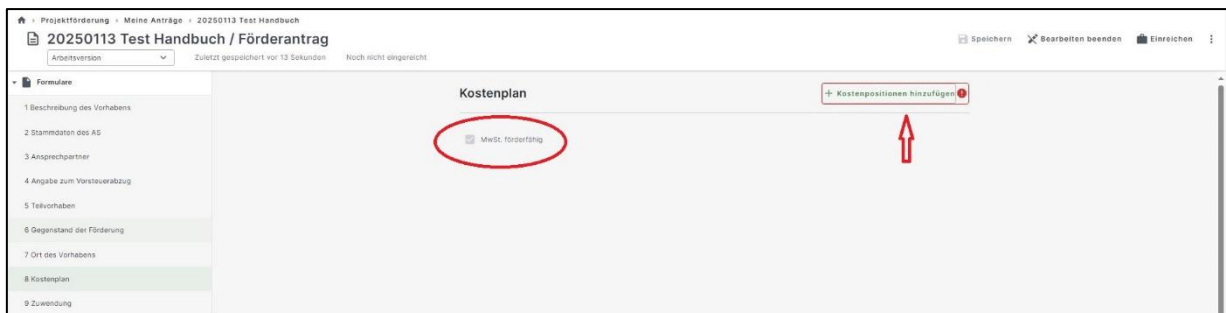 Projektförderung › Meine Anträge › 20250113 Test Handbuch
20250113 Test Handbuch / Förderantrag
Speichern Bearbeiten beenden Einreichen
Arbeitsversion Zuletzt gespeichert vor 13 Sekunden Noch nicht eingereicht
Formulare
Kostenplan + Kostenpositionen hinzufügen
1 Beschreibung des Vorhabens
2 Stammdaten des AS
MwSt. förderfähig
3 Ansprechpartner
4 Angabe zum Vorsteuerabzug
5 Teilvorhaben
6 Gegenstand der Förderung
7 Ort des Vorhabens
8 Kostenplan
9 Zuwendung